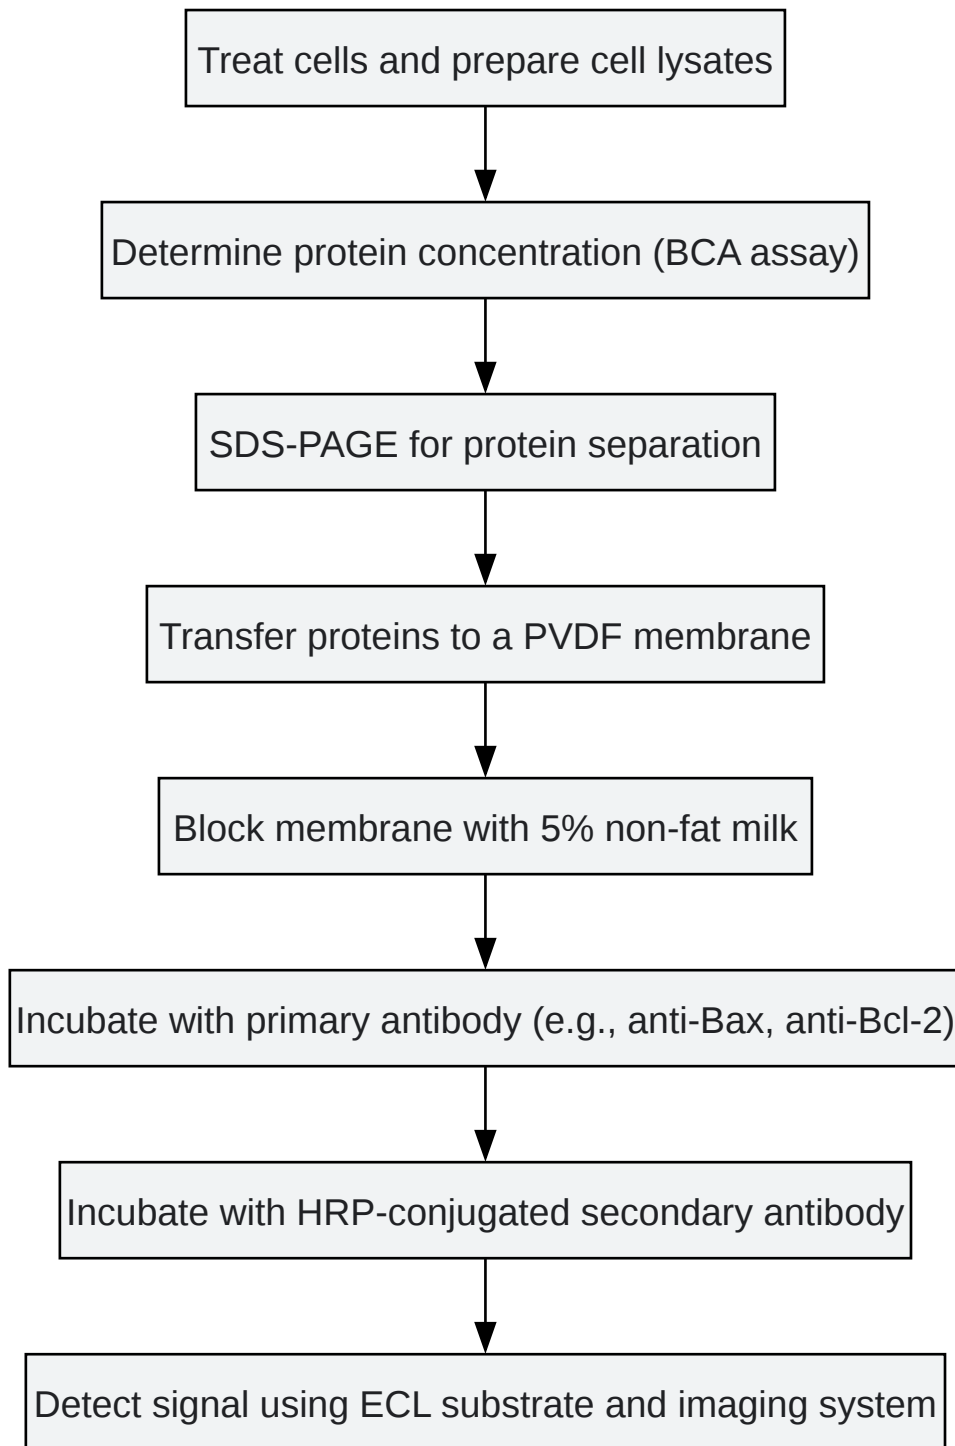 Treat cells and prepare cell lysates
Determine protein concentration (BCA assay)
SDS-PAGE for protein separation
Transfer proteins to a PVDF membrane
Block membrane with 5% non-fat milk
Incubate with primary antibody (e.g., anti-Bax, anti-Bcl-2)
Incubate with HRP-conjugated secondary antibody
Detect signal using ECL substrate and imaging system